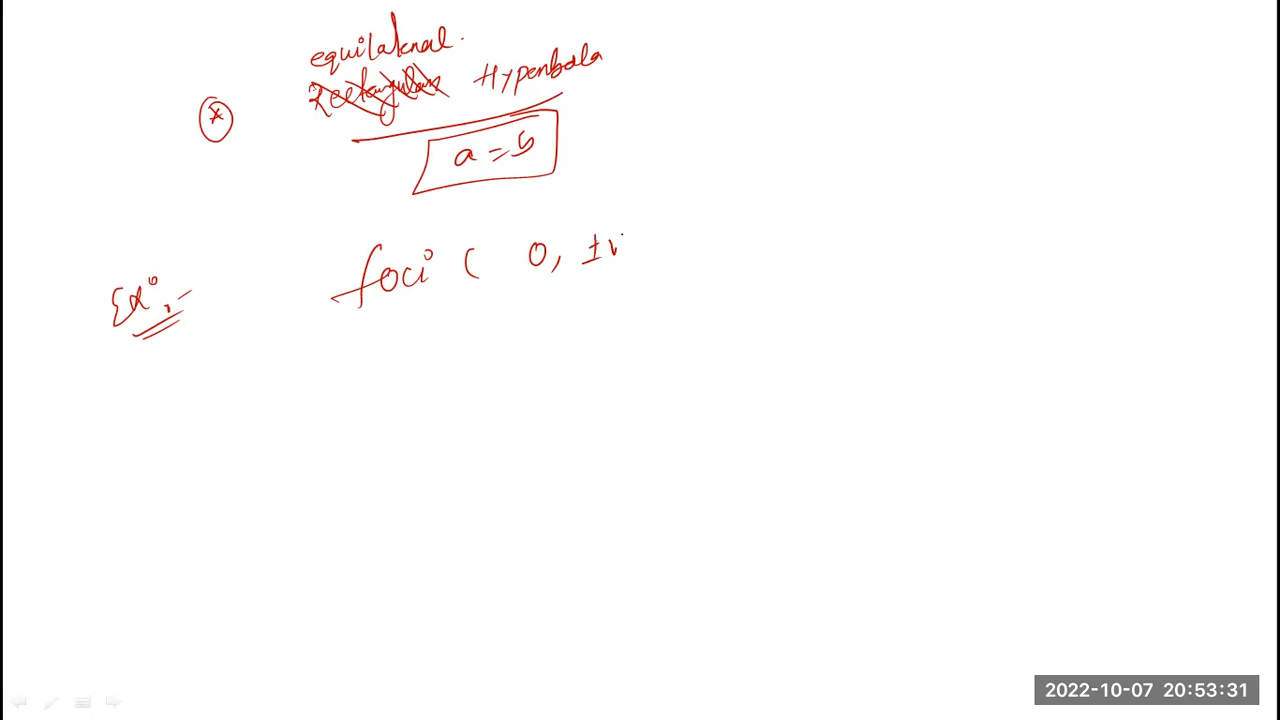 equilateral.
Rectangular Hyperbola
*
a = b
Ex:- foci ( 0, ±
2022-10-07 20:53:31